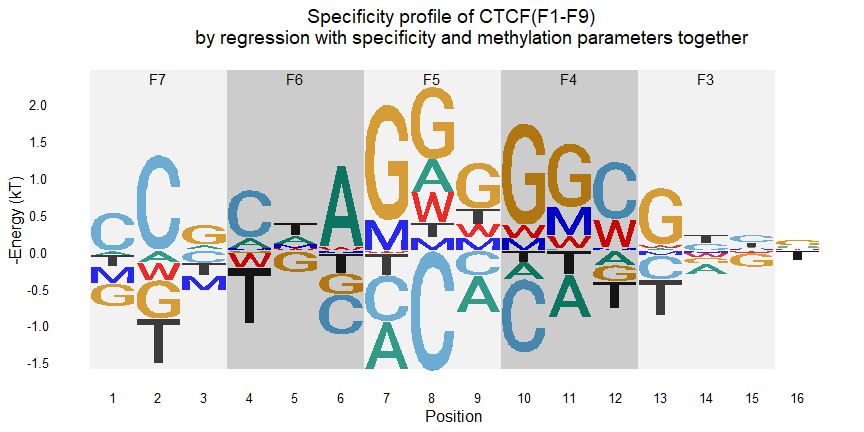 Specificity profile of CTCF(F1-F9)
by regression with specificity and methylation parameters together
F7 F6 F5 F4 F3
2.0
1.5
1.0
0.5
0.0
-0.5
-1.0
-1.5
-Energy (kT)
1 2 3 4 5 6 7 8 9 10 11 12 13 14 15 16
Position